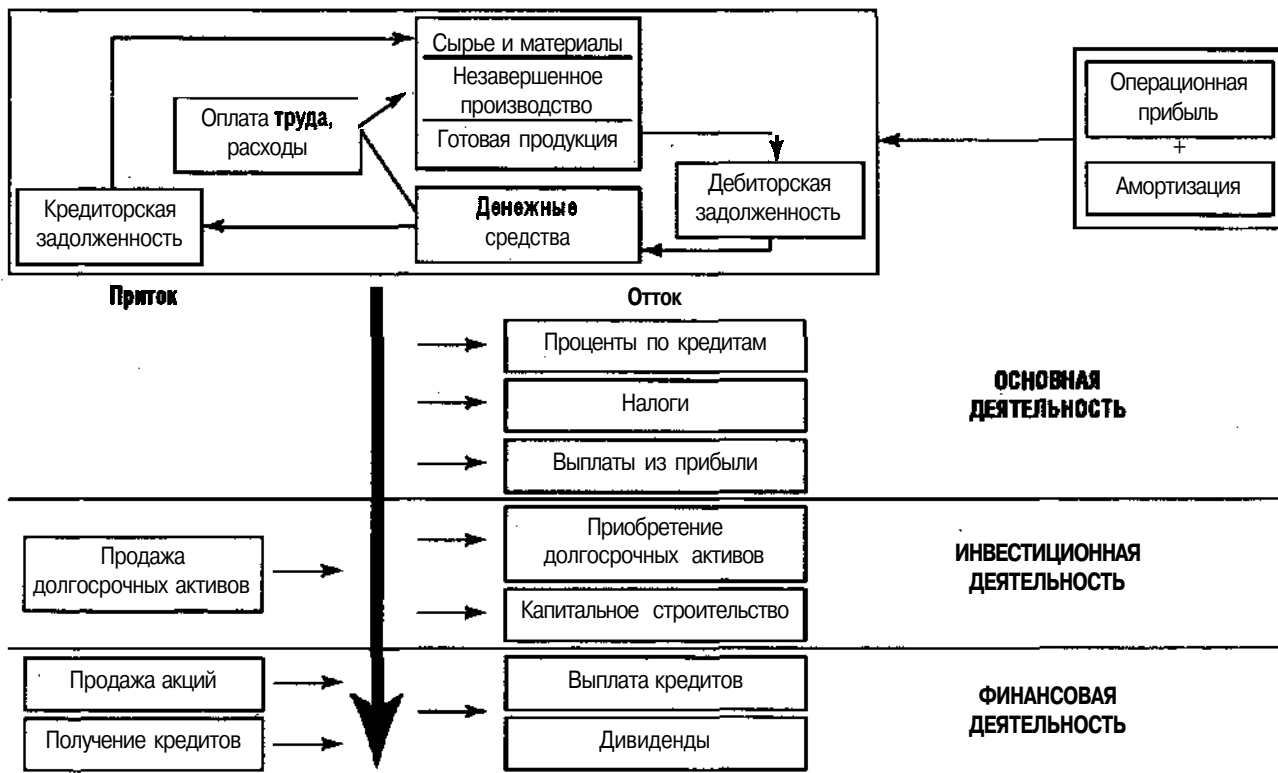 Сырье и материалы
Незавершенное
производство
Готовая продукция
Оплата труда,
расходы
Кредиторская
задолженность
Денежные
средства
Дебиторская
задолженность
Операционная
прибыль
+
Амортизация
Приток
Отток
Проценты по кредитам
Налоги
Выплаты из прибыли
ОСНОВНАЯ
ДЕЯТЕЛЬНОСТЬ
Продажа
долгосрочных активов
Приобретение
долгосрочных активов
Капитальное строительство
ИНВЕСТИЦИОННАЯ
ДЕЯТЕЛЬНОСТЬ
Продажа акций
Получение кредитов
Выплата кредитов
Дивиденды
ФИНАНСОВАЯ
ДЕЯТЕЛЬНОСТЬ